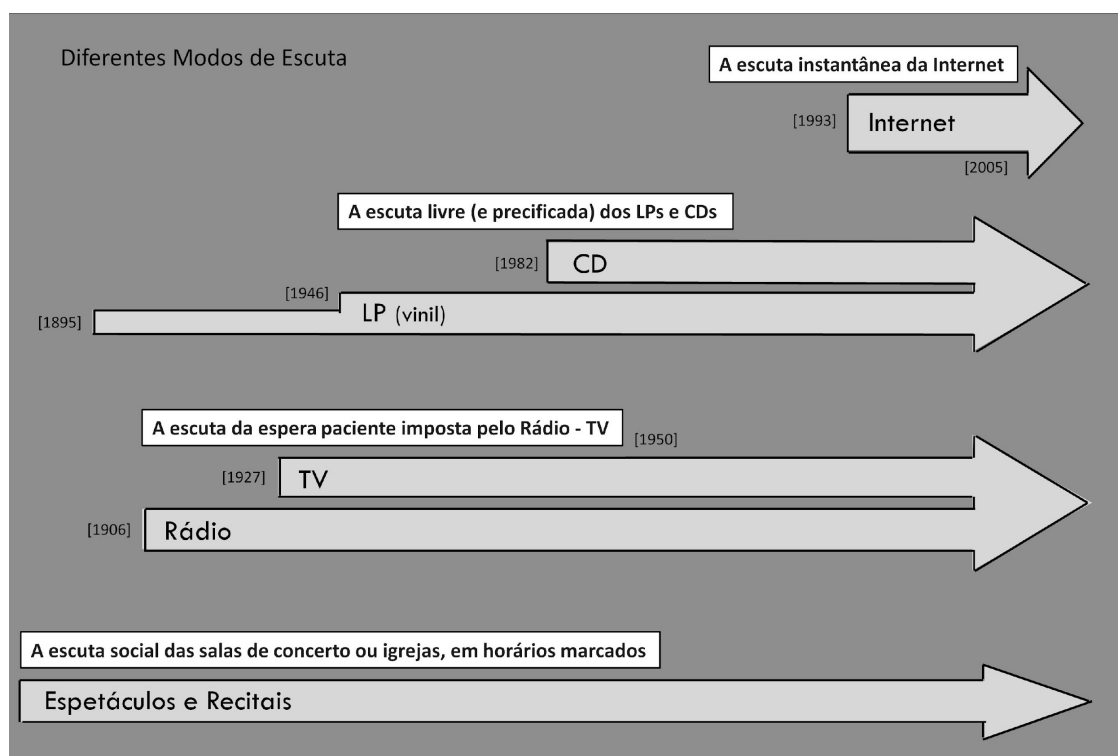 Diferentes Modos de Escuta
A escuta instantânea da Internet
[1993]
Internet
[2005]
A escuta livre (e precificada) dos LPs e CDs
[1982]
CD
[1946]
LP (vinil)
[1895]
A escuta da espera paciente imposta pelo Rádio - TV
[1950]
[1927]
TV
[1906]
Rádio
A escuta social das salas de concerto ou igrejas, em horários marcados
Espetáculos e Recitais